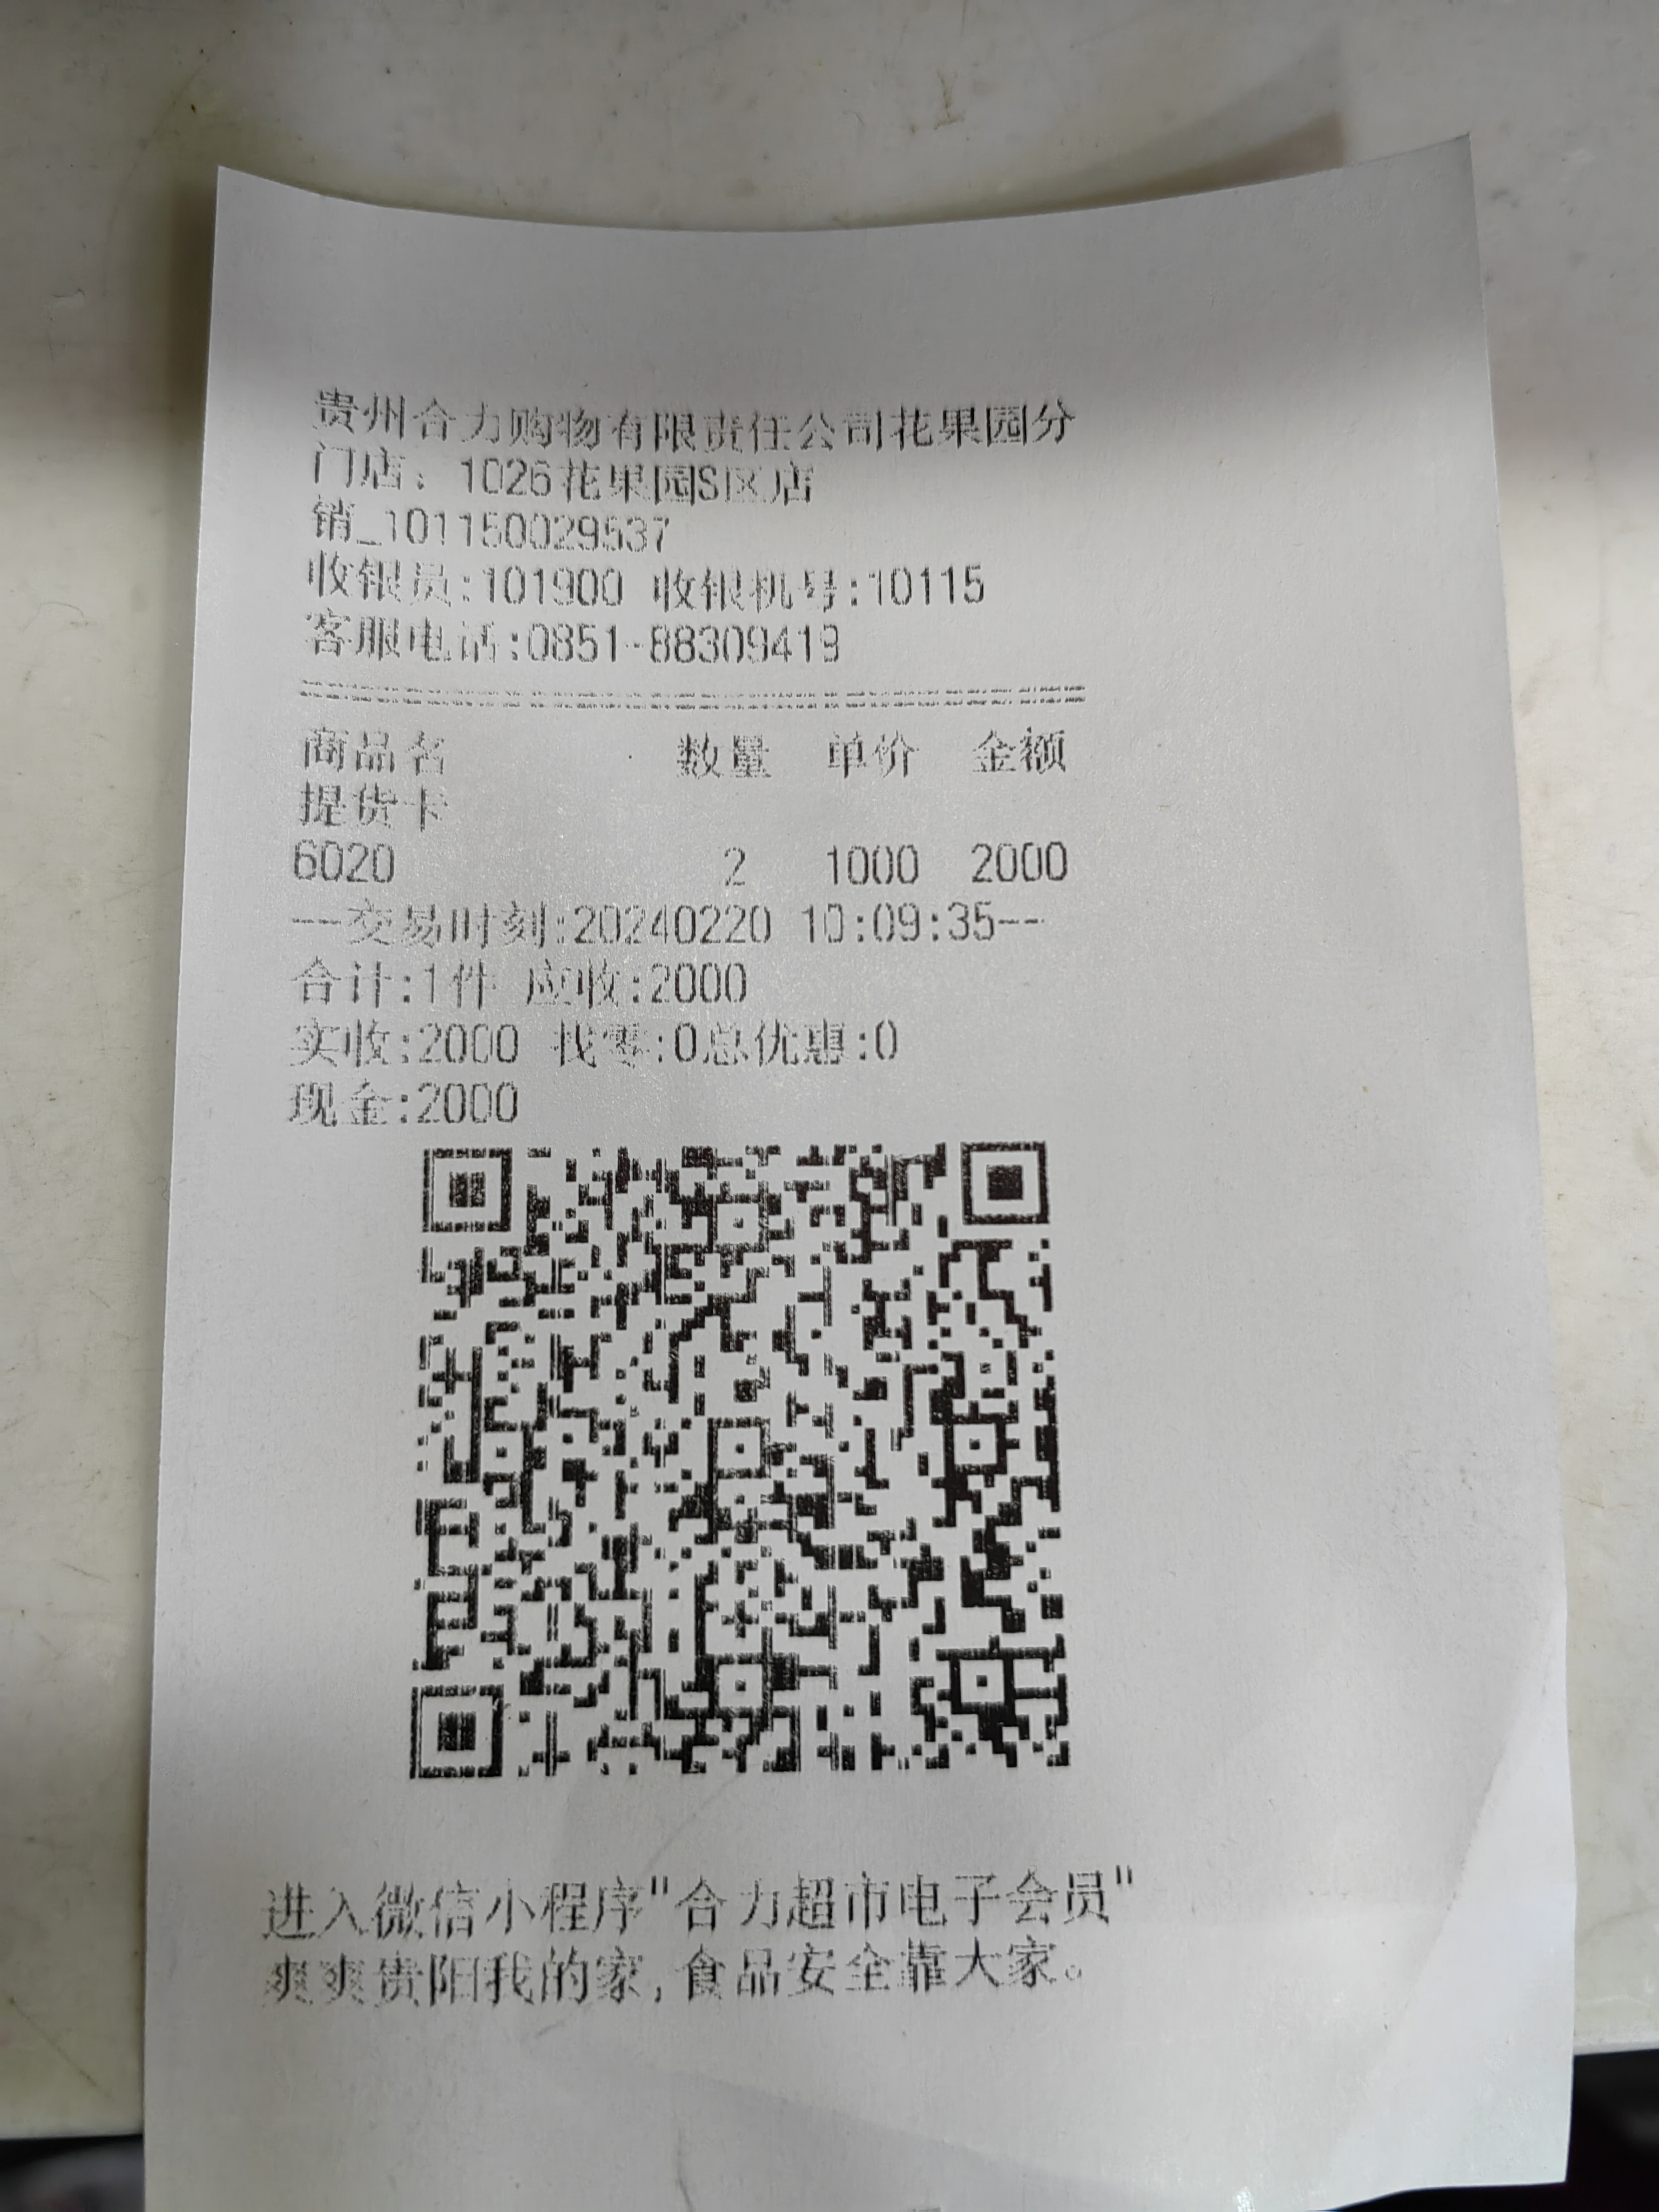 贵州合力购物有限责任公司花果园分
门店：1026花果园S区店
销_101150029537
收银员:101900 收银机号:10115
客服电话:0851-88309419
商品名 数量 单价 金额
提货卡
6020 2 1000 2000
--交易时刻:20240220 10:09:35--
合计:1件 应收:2000
实收:2000 找零:0总优惠:0
现金:2000
进入微信小程序"合力超市电子会员"
爽爽贵阳我的家,食品安全靠大家。